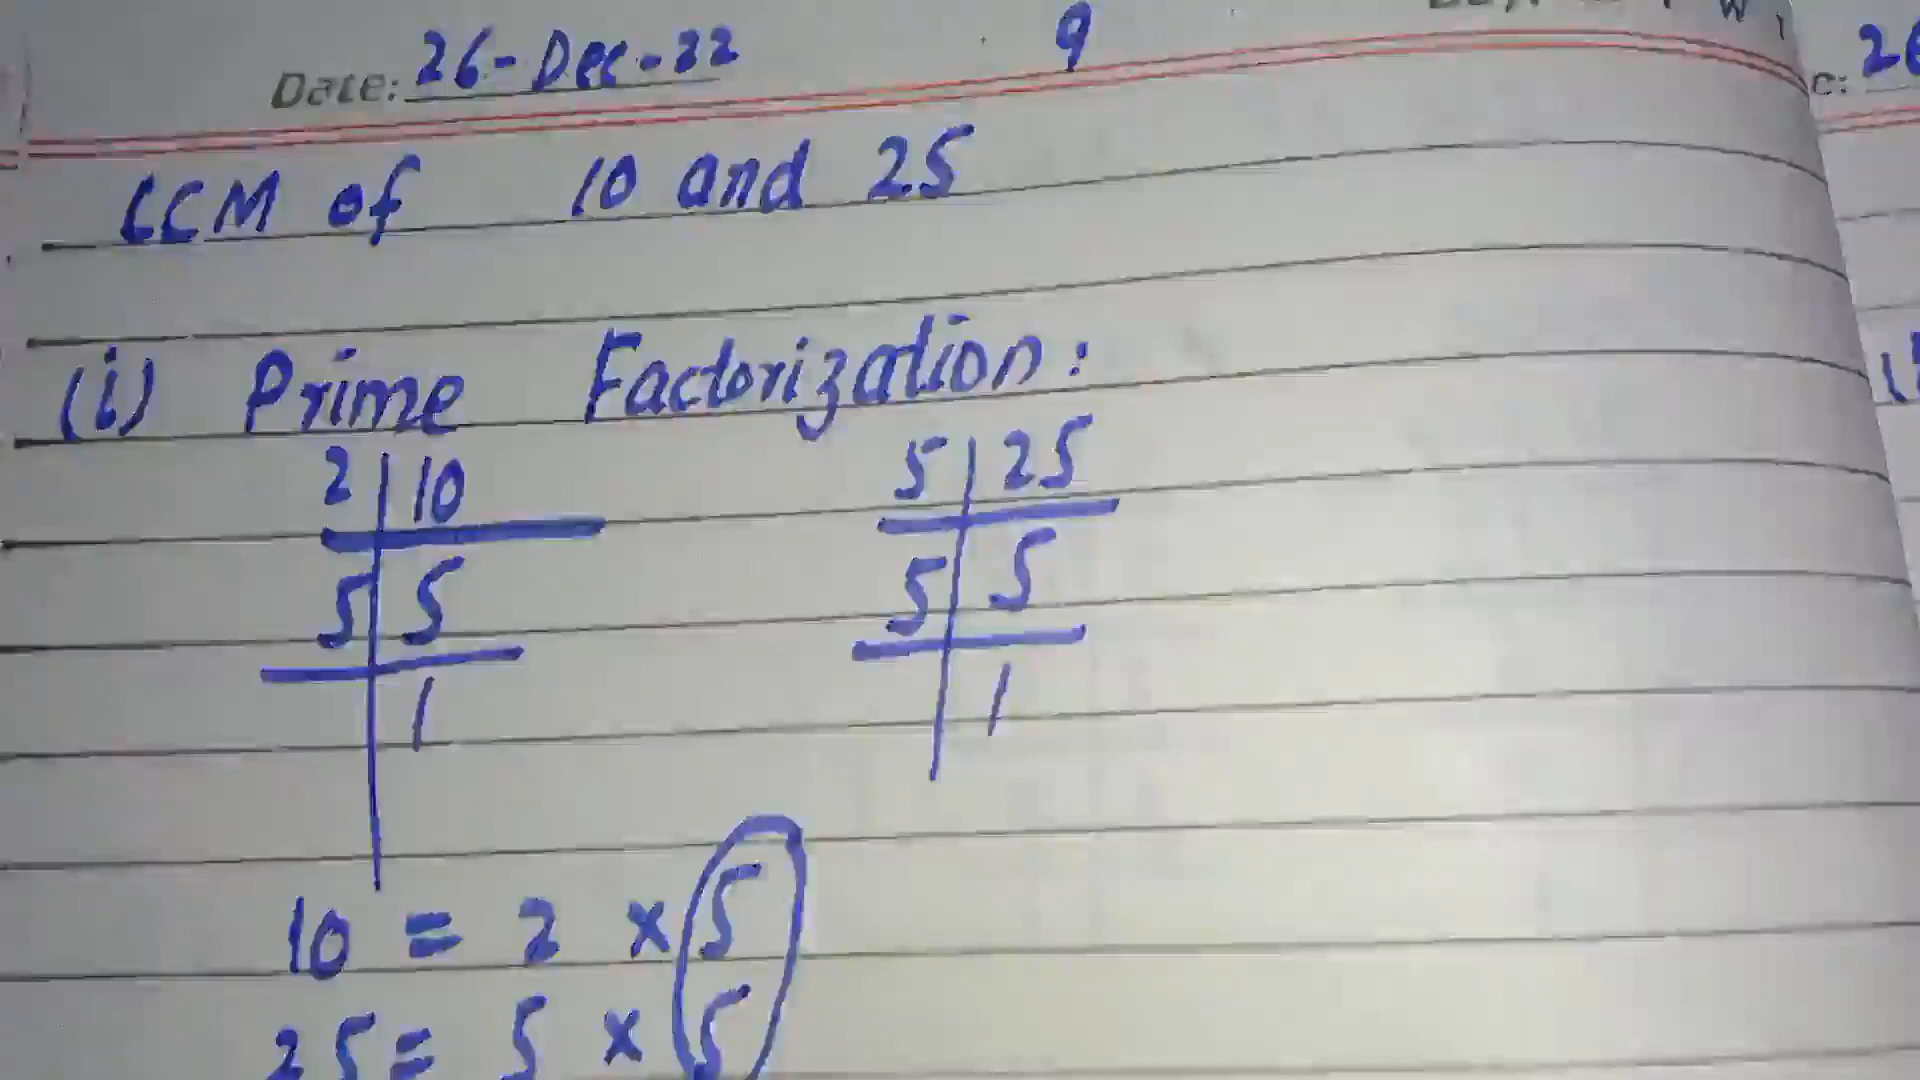 Date: 26-Dec-22 9
LCM of 10 and 25
(i) Prime Factorization:
2 | 10
5 | 5
1
5 | 25
5 | 5
1
10 = 2 × 5
25 = 5 × 5